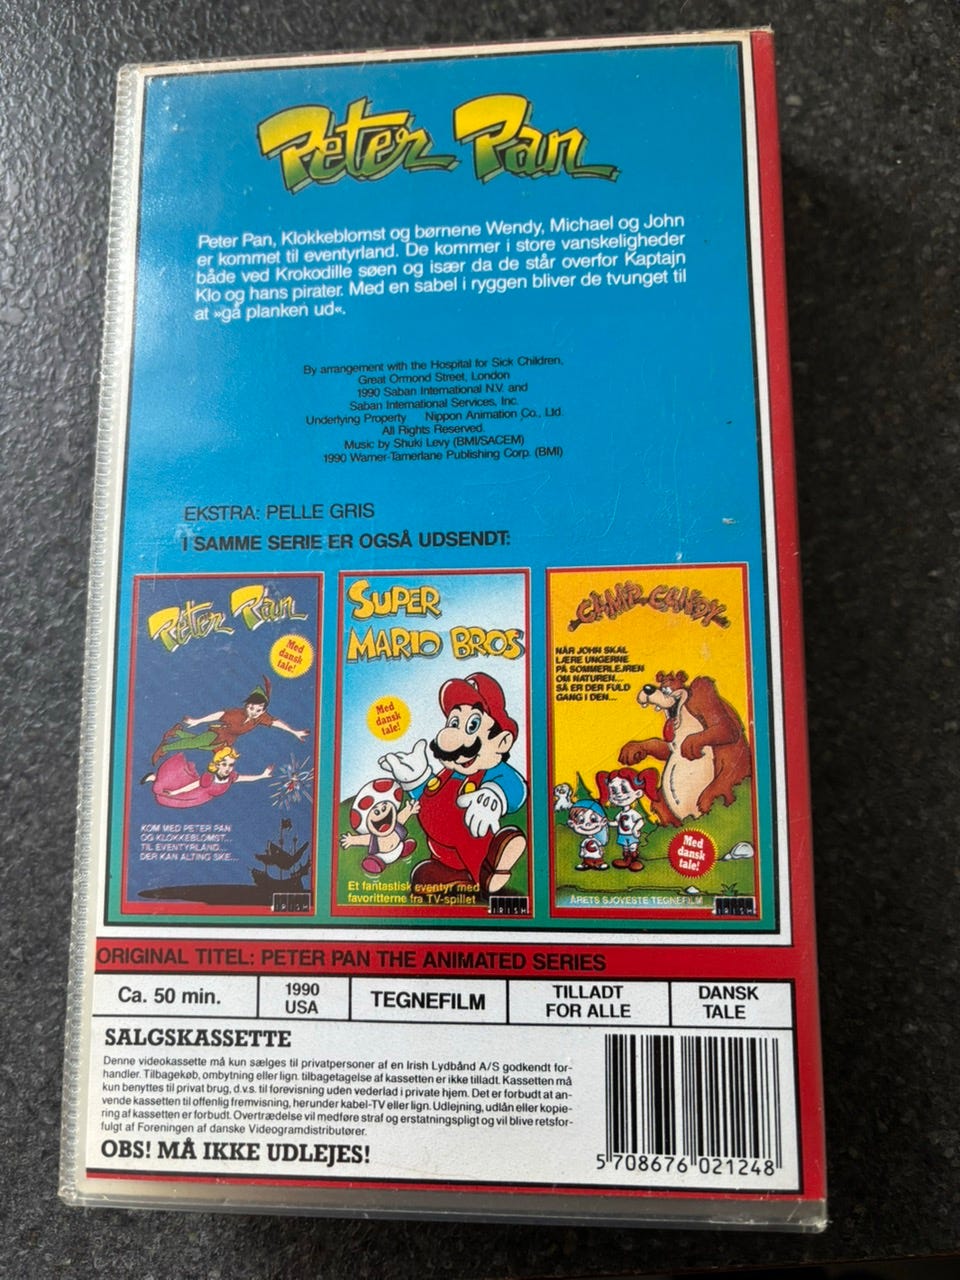 Peter Pan
Peter Pan, Klokkeblomst og børnene Wendy, Michael og John
er kommet til eventyrland. De kommer i store vanskeligheder
både ved Krokodille søen og især da de står overfor Kaptajn
Klo og hans pirater. Med en sabel i ryggen bliver de tvunget til
at »gå planken ud«.
By arrangement with the Hospital for Sick Children,
Great Ormond Street, London
1990 Saban International N.V. and
Saban International Services, Inc.
Underlying Property Nippon Animation Co., Ltd.
All Rights Reserved.
Music by Shuki Levy (BMI/SACEM)
1990 Warner-Tamerlane Publishing Corp. (BMI)
EKSTRA: PELLE GRIS
I SAMME SERIE ER OGSÅ UDSENDT:
Peter Pan
Med
dansk
tale!
KOM MED PETER PAN
OG KLOKKEBLOMST...
TIL EVENTYRLAND...
DER KAN ALTING SKE...
IRISH
SUPER
MARIO BROS
Med
dansk
tale!
Et fantastisk eventyr med
favoritterne fra TV-spillet
IRISH
CAMP CANDY
NÅR JOHN SKAL
LÆRE UNGERNE
PÅ SOMMERLEJREN
OM NATUREN...
SÅ ER DER FULD
GANG I DEN...
C
C
Med
dansk
tale!
ÅRETS SJOVESTE TEGNEFILM
IRISH
ORIGINAL TITEL: PETER PAN THE ANIMATED SERIES
Ca. 50 min.
1990
USA
TEGNEFILM
TILLADT
FOR ALLE
DANSK
TALE
SALGSKASSETTE
Denne videokassette må kun sælges til privatpersoner af en Irish Lydbånd A/S godkendt for-
handler. Tilbagekøb, ombytning eller lign. tilbagetagelse af kassetten er ikke tilladt. Kassetten må
kun benyttes til privat brug, d.v.s. til forevisning uden vederlad i private hjem. Det er forbudt at an-
vende kassetten til offenlig fremvisning, herunder kabel-TV eller lign. Udlejning, udlån eller kopie-
ring af kassetten er forbudt. Overtrædelse vil medføre straf og erstatningspligt og vil blive retsfor-
fulgt af Foreningen af danske Videogramdistributører.
OBS! MÅ IKKE UDLEJES!
5 708676 021248